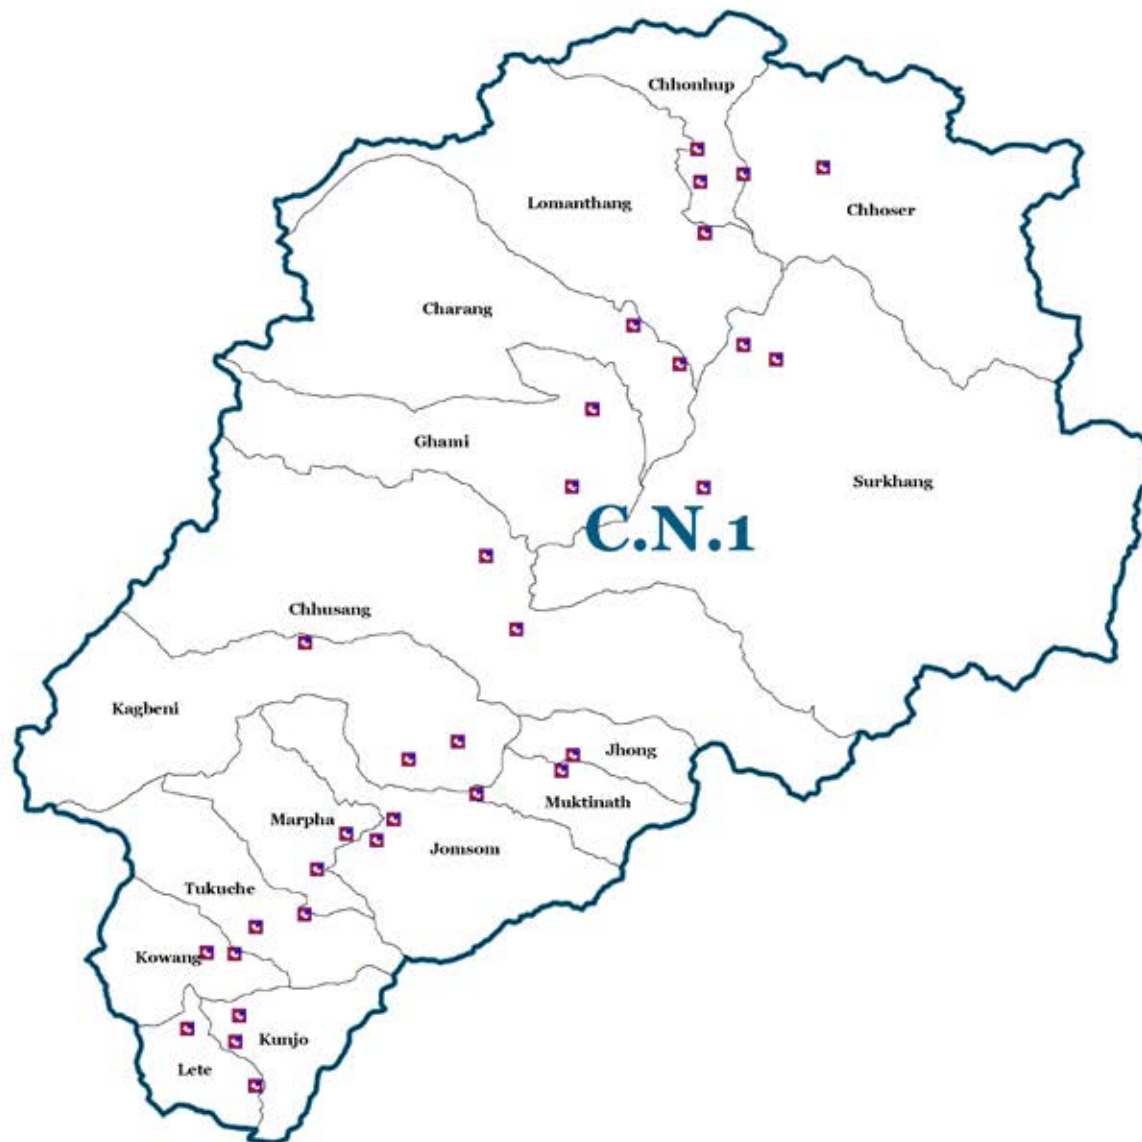 Chhonhup
Lomanthang
Chhoser
Charang
Ghami
Surkhang
C.N.1
Chhusang
Kagbeni
Jhong
Muktinath
Marpha
Jomsom
Tukuche
Kowang
Kunjo
Lete